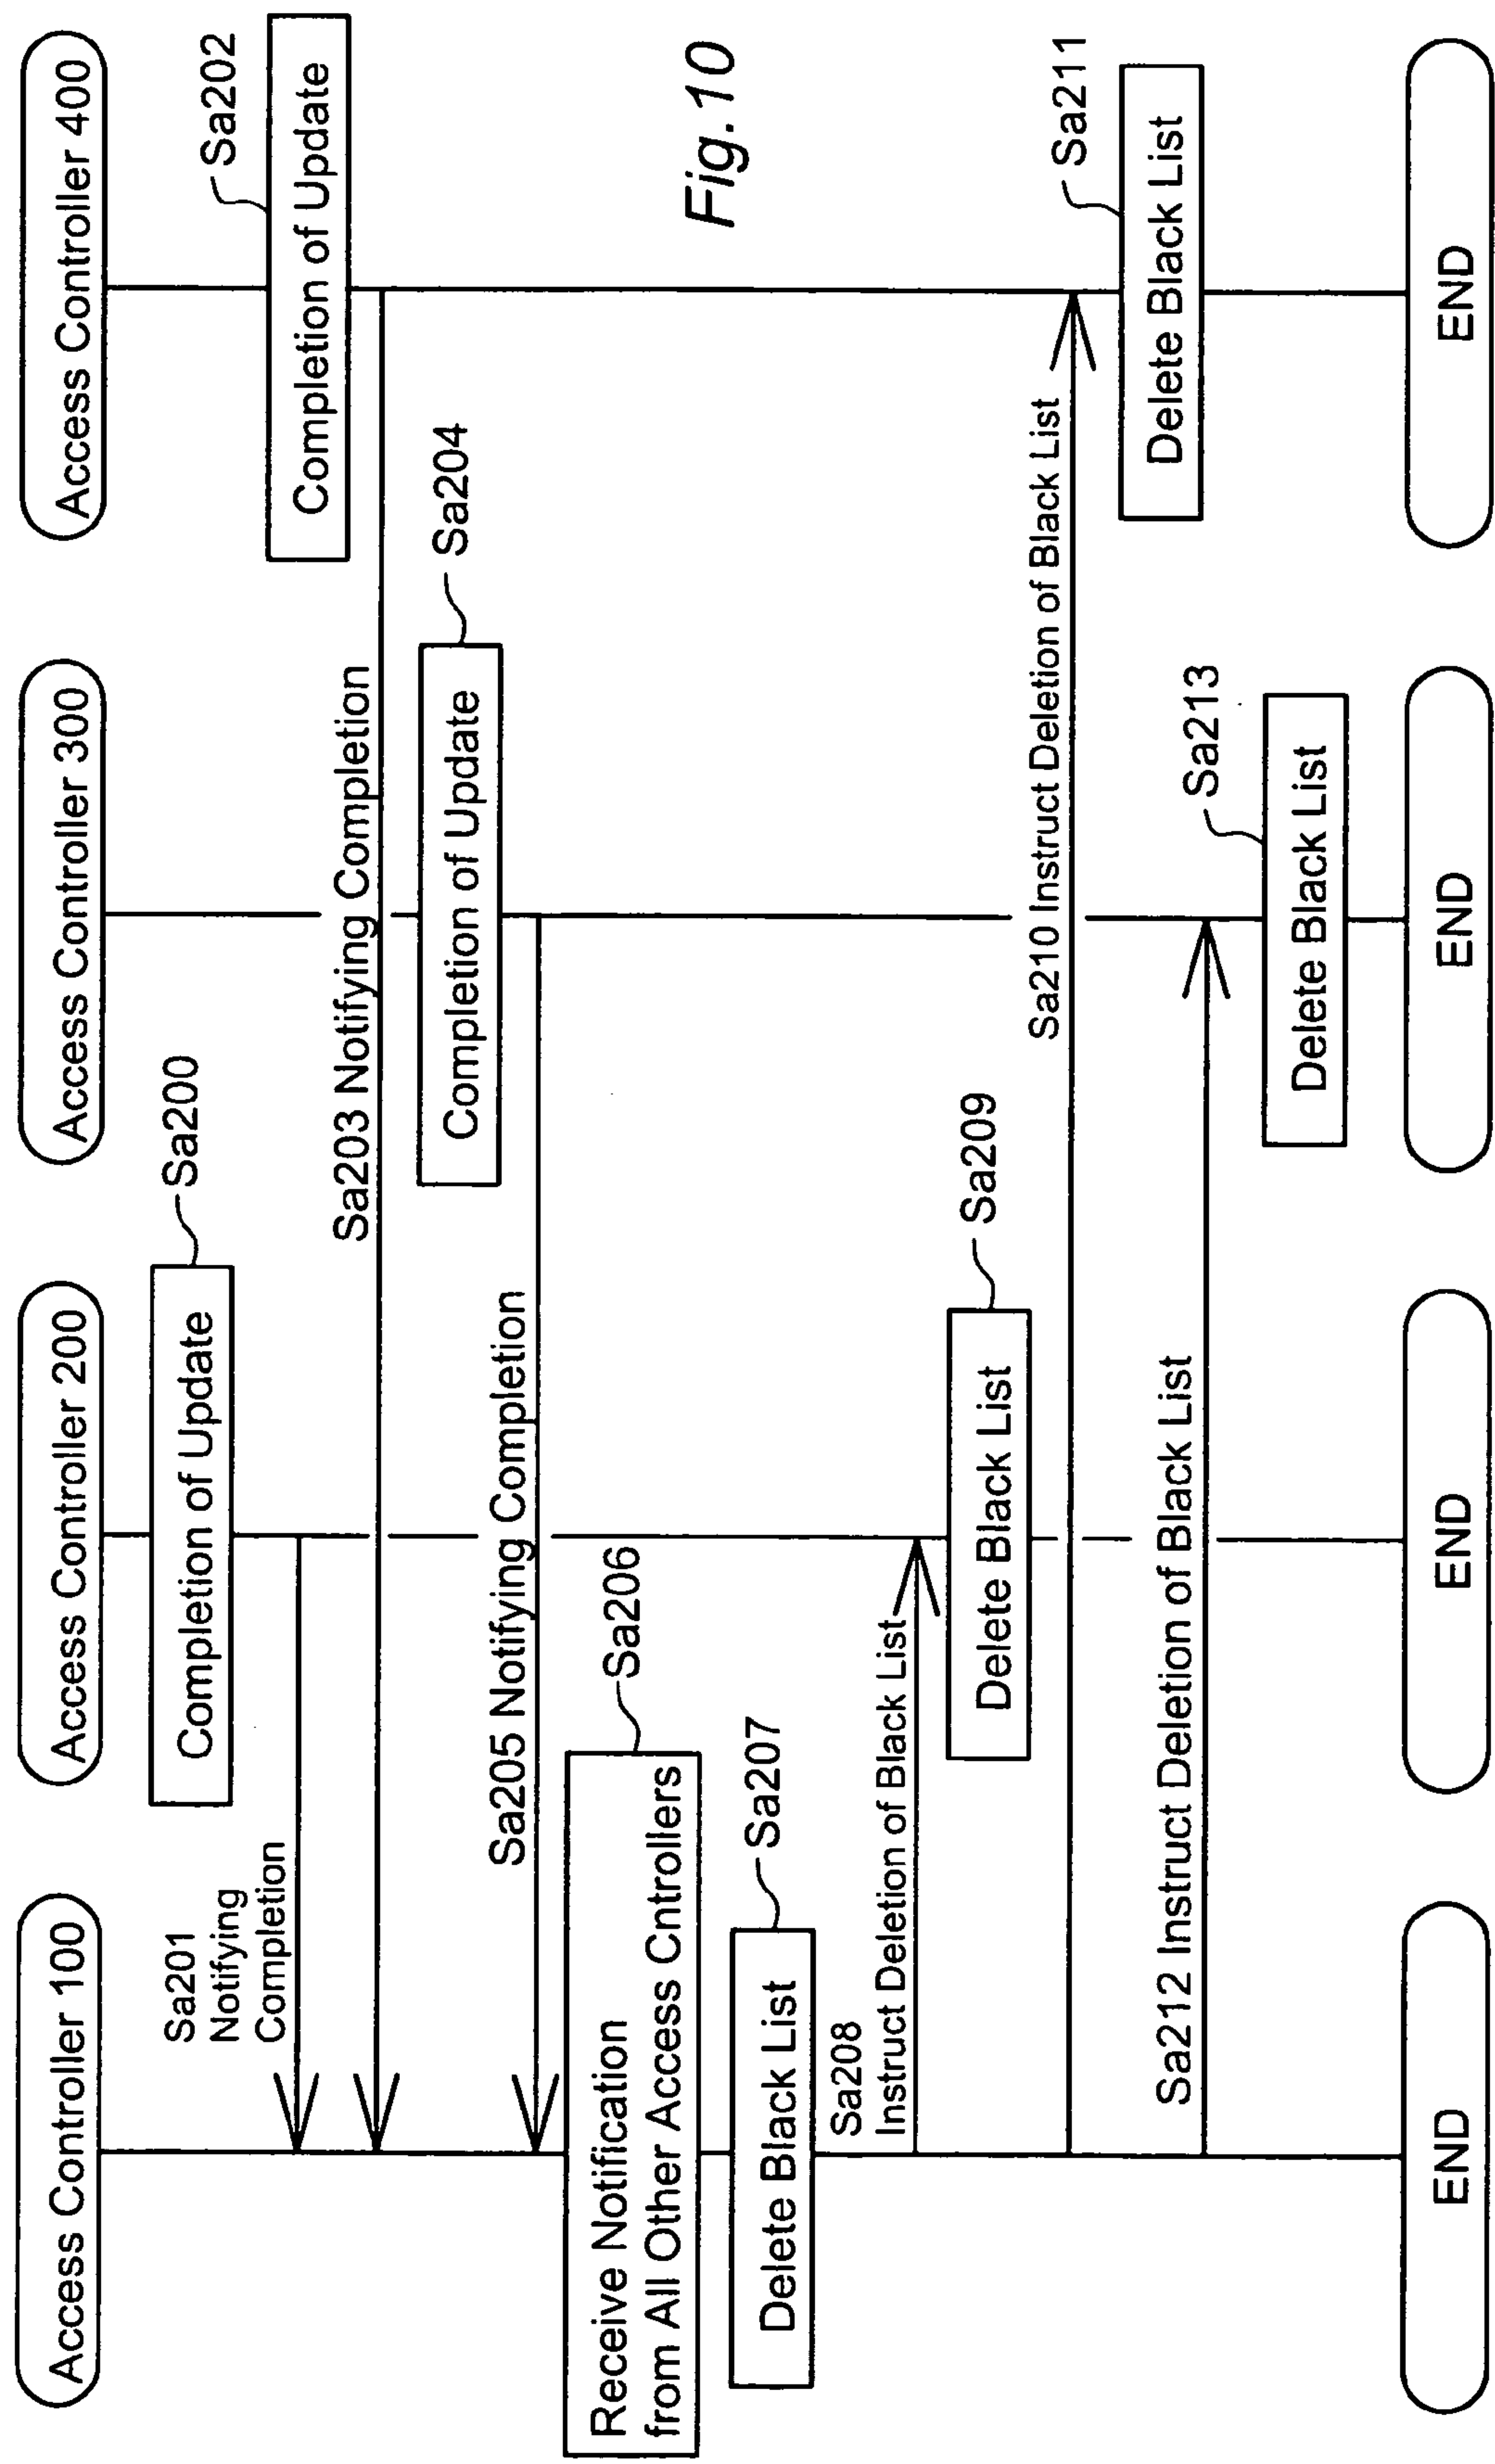 Access Controller 100
Access Controller 200
Access Controller 300
Access Controller 400
Sa200
Completion of Update
Sa201
Notifying
Completion
Sa202
Completion of Update
Sa203 Notifying Completion
Sa204
Completion of Update
Sa205 Notifying Completion
Sa206
Receive Notification
from All Other Access Cntrollers
Fig.10
Sa207
Delete Black List
Sa208
Instruct Deletion of Black List
Sa209
Delete Black List
Sa210 Instruct Deletion of Black List
Sa211
Delete Black List
Sa212 Instruct Deletion of Black List
Sa213
Delete Black List
END
END
END
END